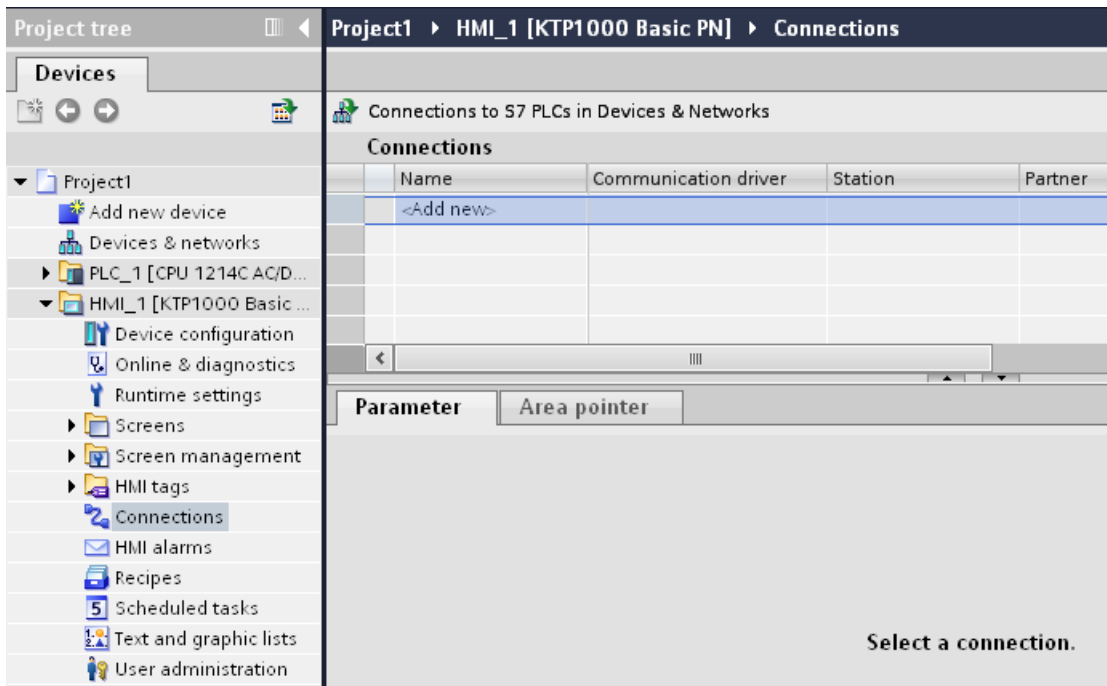 Project tree
Devices
Project1
Add new device
Devices & networks
PLC_1 [CPU 1214C AC/D...
HMI_1 [KTP1000 Basic ...
Device configuration
Online & diagnostics
Runtime settings
Screens
Screen management
HMI tags
Connections
HMI alarms
Recipes
Scheduled tasks
Text and graphic lists
User administration
Project1 HMI_1 [KTP1000 Basic PN] Connections
Connections to S7 PLCs in Devices & Networks
Connections
Name Communication driver Station Partner
<Add new>
Parameter Area pointer
Select a connection.